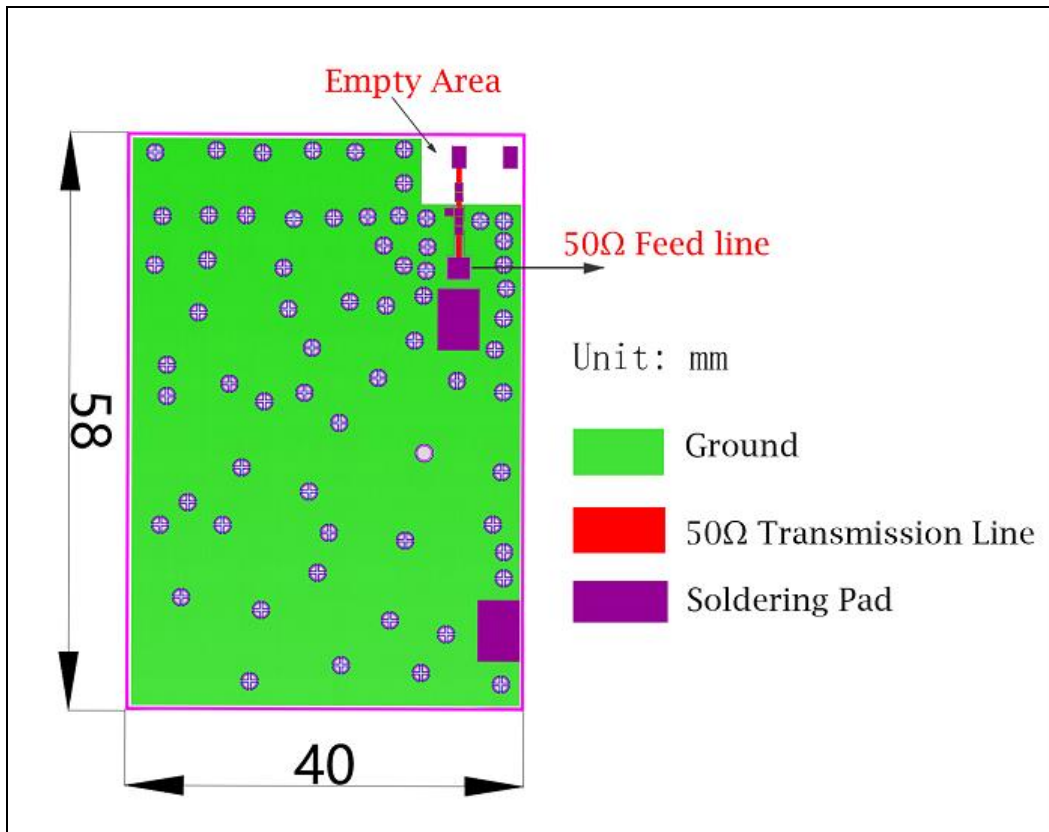 Empty Area
50Ω Feed line
Unit: mm
58
Ground
50Ω Transmission Line
Soldering Pad
40